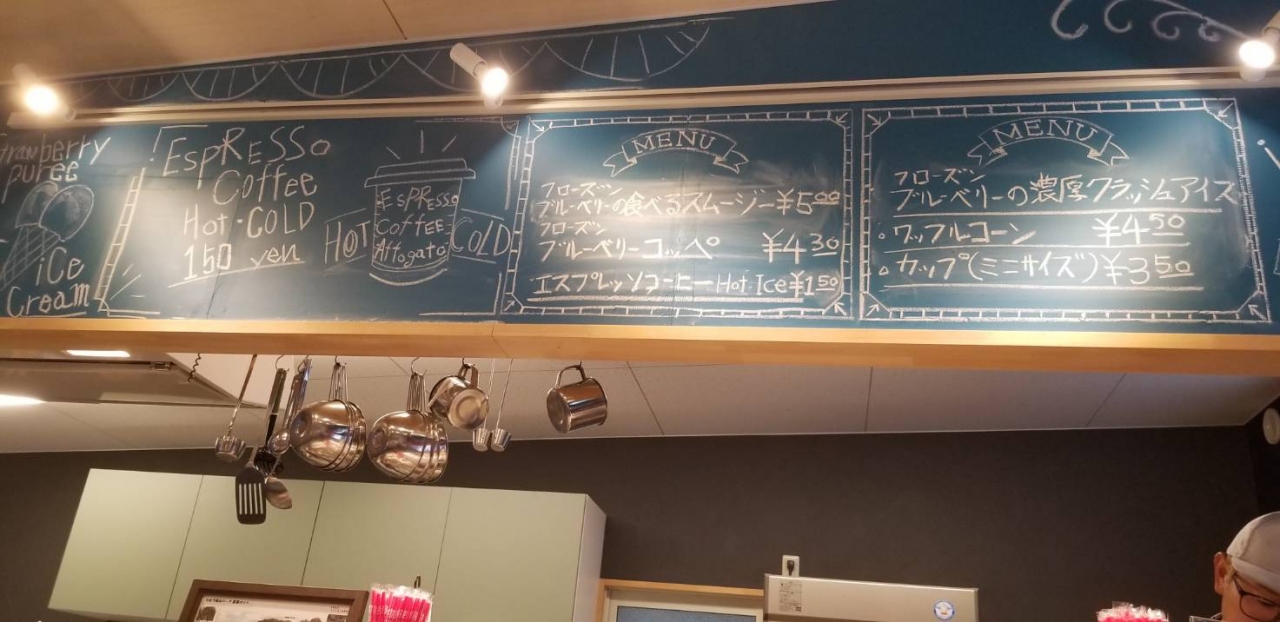 strawberry
puree
iCe
Cream
EspRESSo
Coffee
Hot・COLD
150 yen
HOT
EspRESSo
CoFFEE
Affogato
COLD
MENU
フローズン
ブルーベリーの食べるスムージー¥500
フローズン
ブルーベリーコッペ ¥430
エスプレッソコーヒー Hot・Ice ¥150
MENU
フローズン
ブルーベリーの濃厚クラッシュアイス
・ワッフルコーン ¥450
・カップ(ミニサイズ)¥350